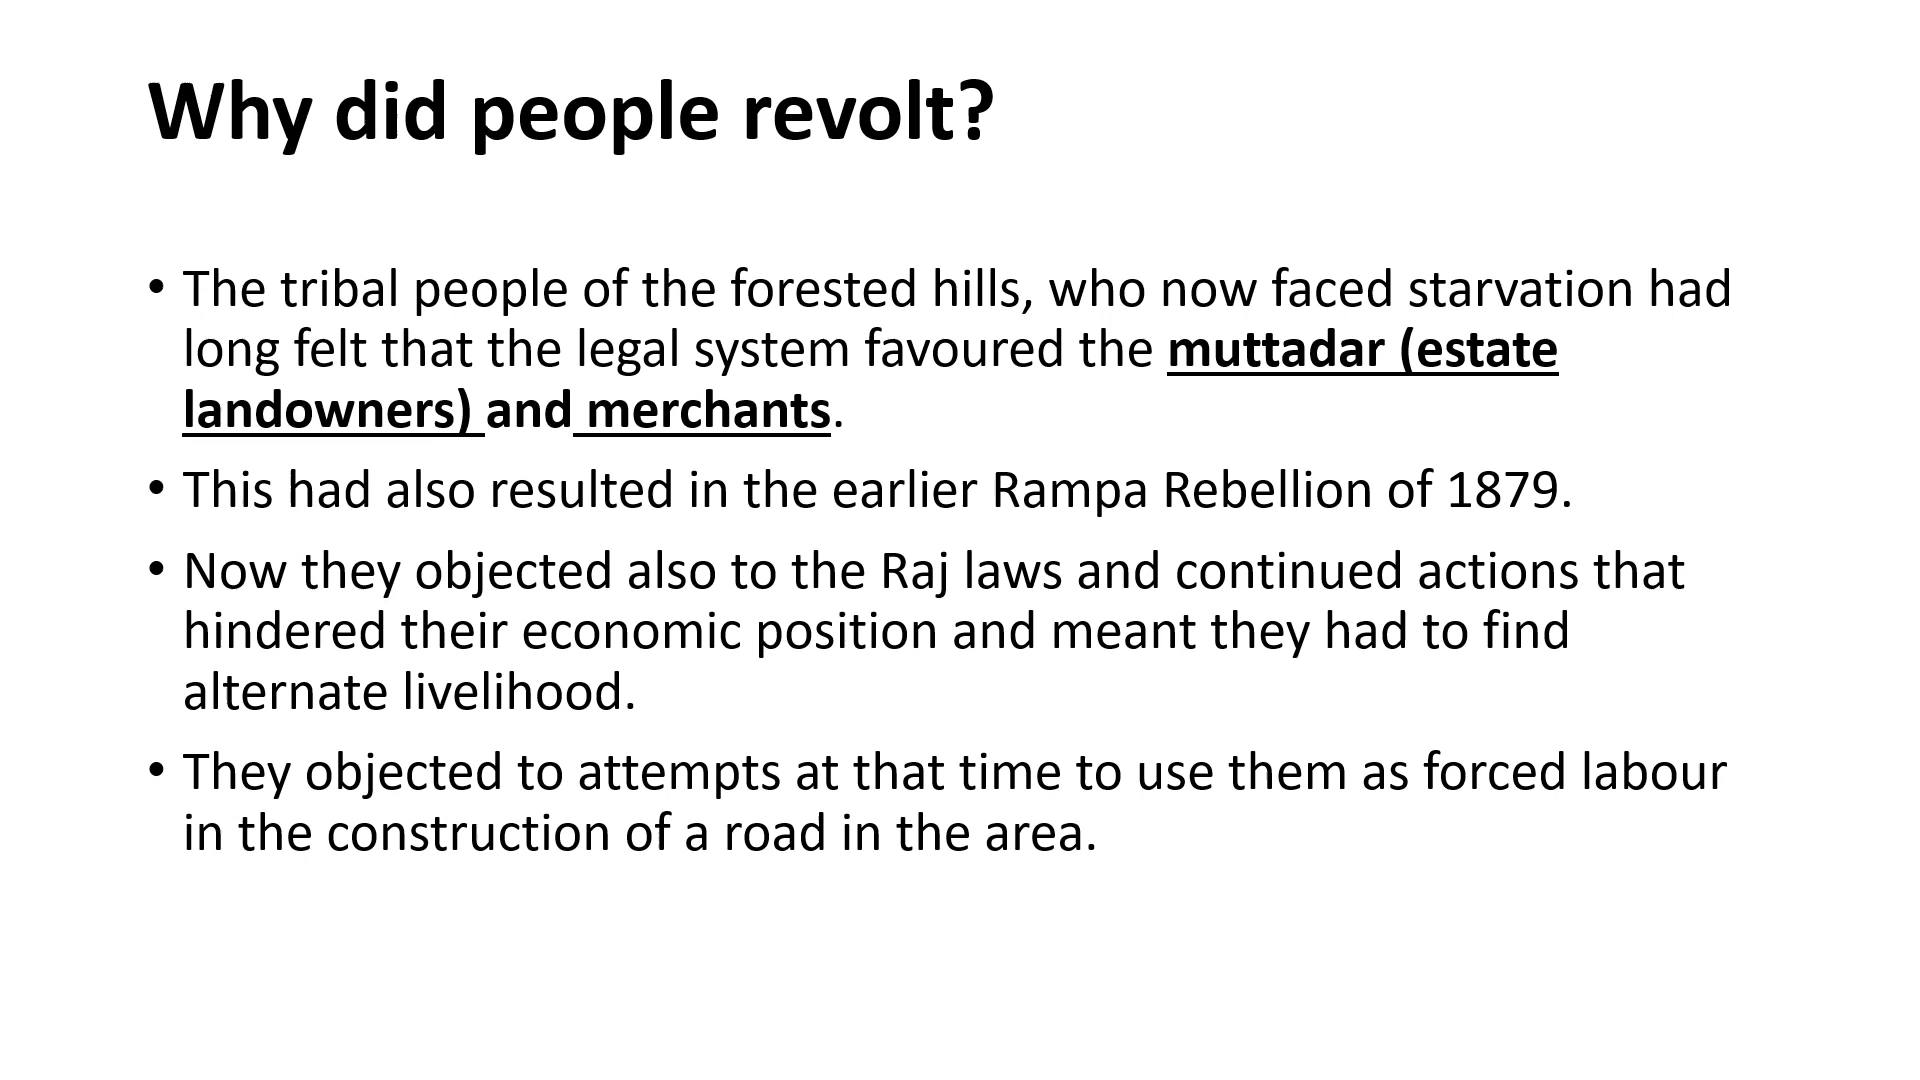 Why did people revolt?
• The tribal people of the forested hills, who now faced starvation had
long felt that the legal system favoured the muttadar (estate
landowners) and merchants.
• This had also resulted in the earlier Rampa Rebellion of 1879.
• Now they objected also to the Raj laws and continued actions that
hindered their economic position and meant they had to find
alternate livelihood.
• They objected to attempts at that time to use them as forced labour
in the construction of a road in the area.